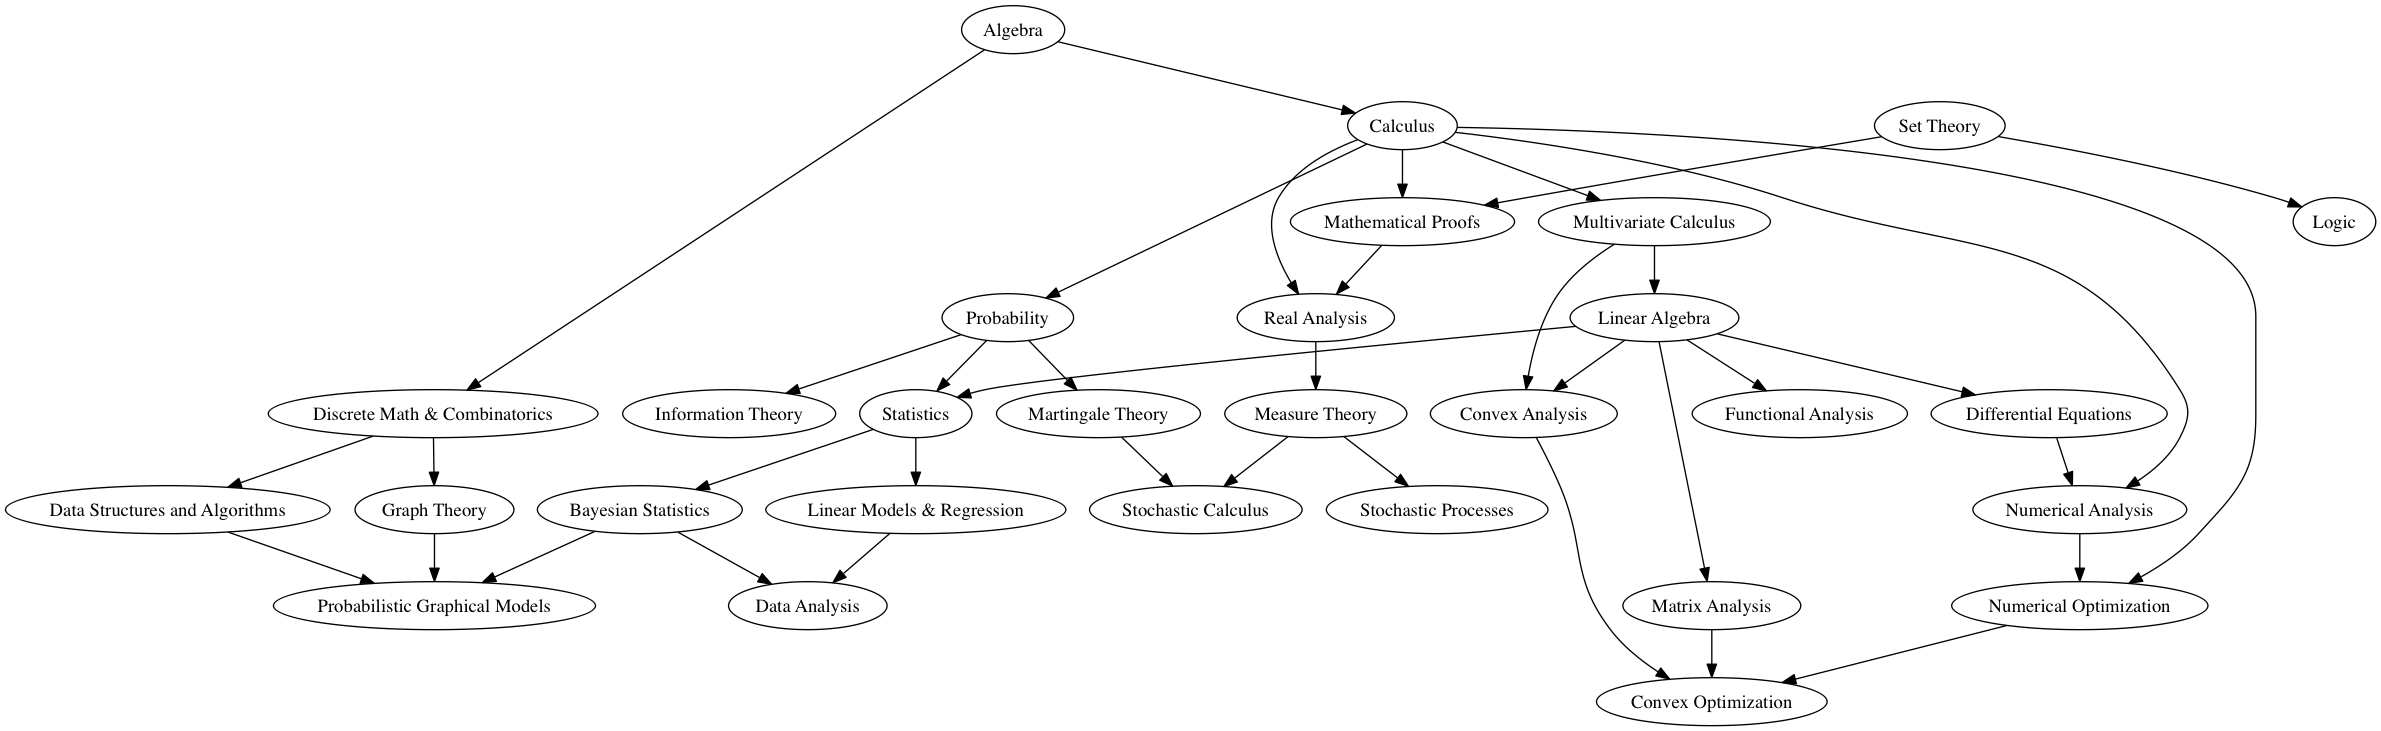 Algebra
Calculus
Set Theory
Mathematical Proofs
Multivariate Calculus
Logic
Probability
Real Analysis
Linear Algebra
Discrete Math & Combinatorics
Information Theory
Statistics
Martingale Theory
Measure Theory
Convex Analysis
Functional Analysis
Differential Equations
Data Structures and Algorithms
Graph Theory
Bayesian Statistics
Linear Models & Regression
Stochastic Calculus
Stochastic Processes
Numerical Analysis
Probabilistic Graphical Models
Data Analysis
Matrix Analysis
Numerical Optimization
Convex Optimization